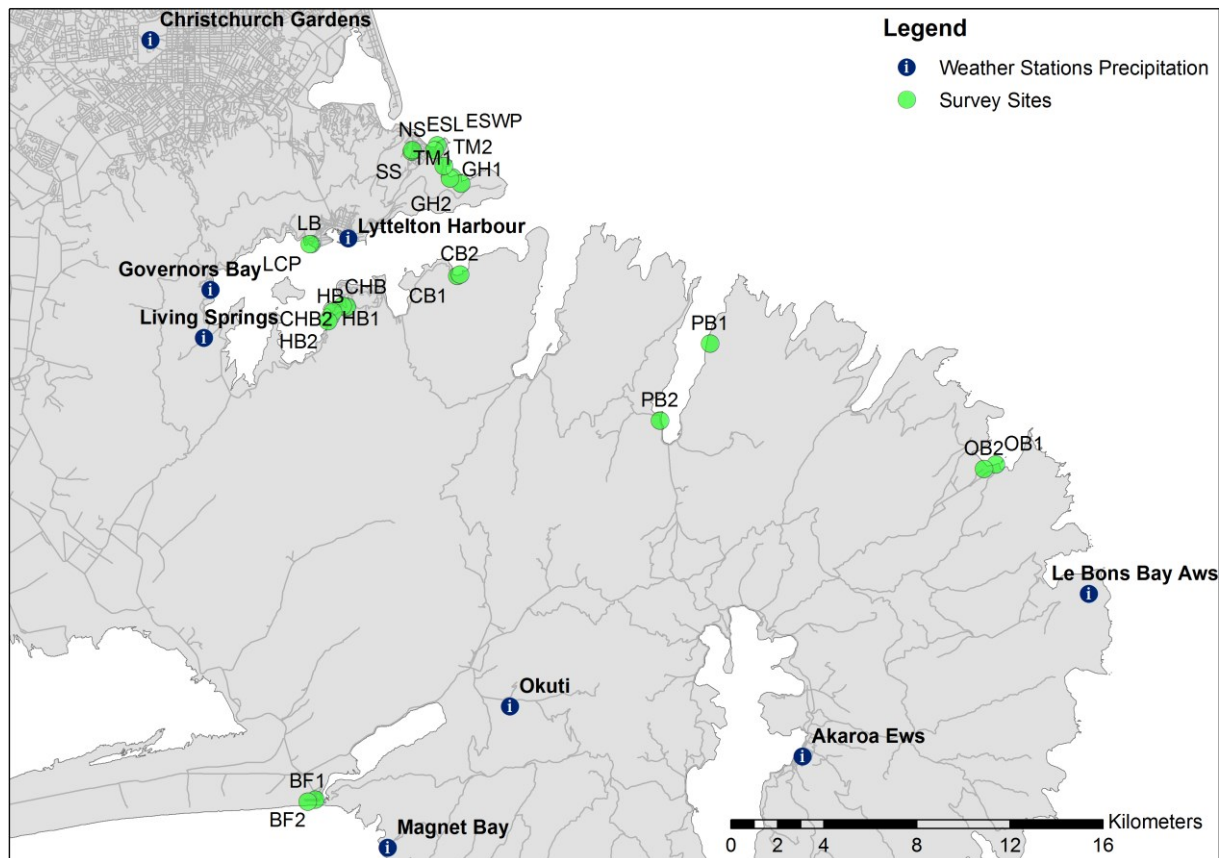 Christchurch Gardens
Legend
Weather Stations Precipitation
Survey Sites
NS ESL ESWP
TM1 TM2
SS GH1
GH2
LB
Lyttelton Harbour
LCP
CB2
Governors Bay
CB1
HB CHB
Living Springs
CHB2 HB1
HB2
PB1
PB2
OB2 OB1
Le Bons Bay Aws
Okuti
Akaroa Ews
BF1
BF2
Magnet Bay
Kilometers
0 2 4 8 12 16